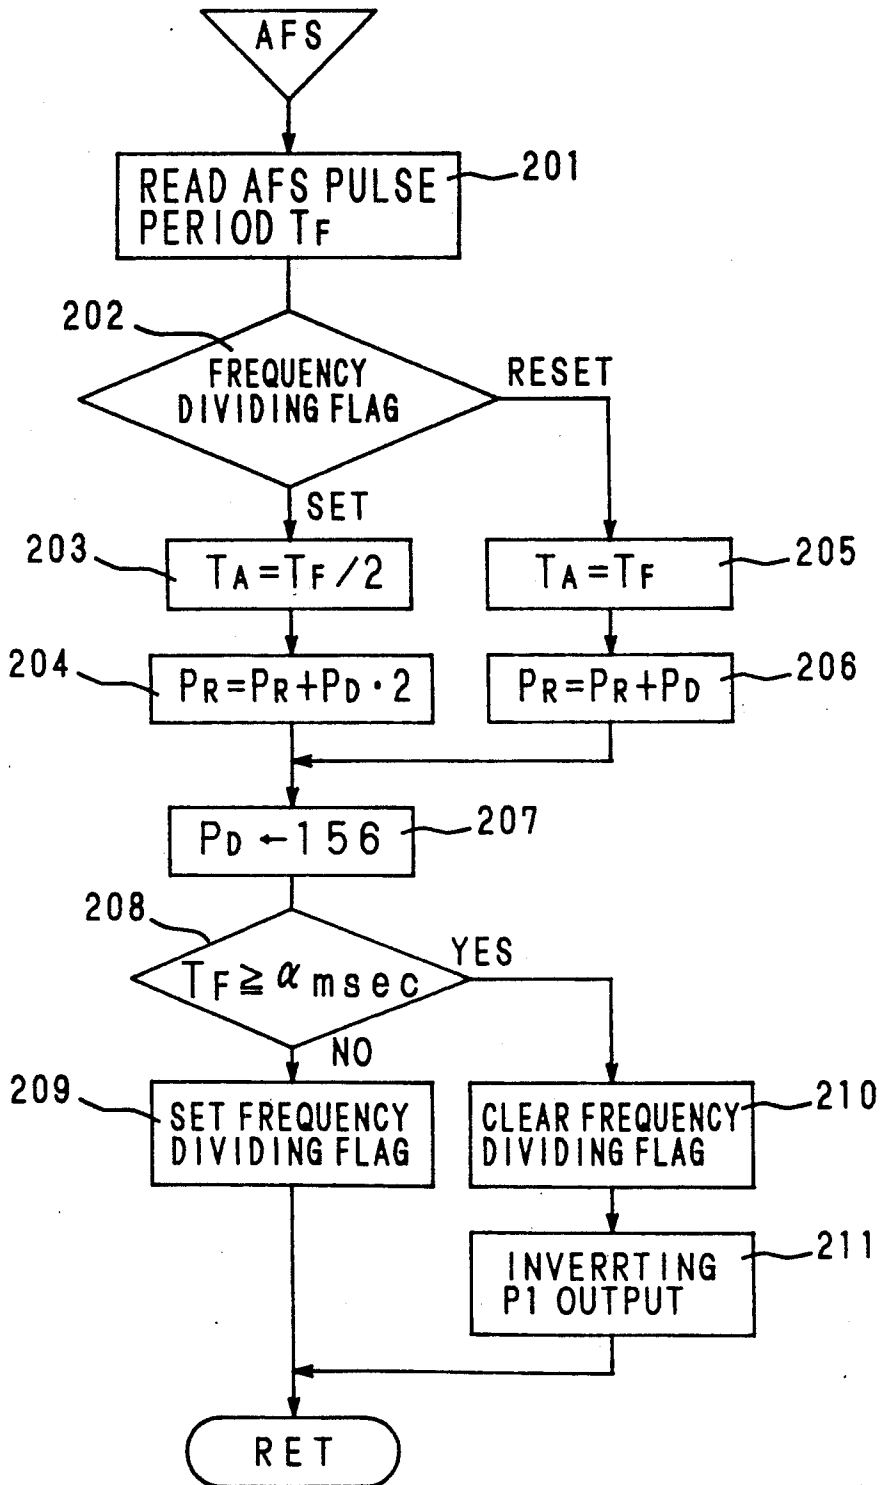 AFS
READ AFS PULSE
PERIOD TF
201
202
FREQUENCY
DIVIDING FLAG
RESET
SET
203
TA=TF/2
TA=TF
205
204
PR=PR+PD·2
PR=PR+PD
206
PD←156
207
208
TF≧αmsec
YES
NO
209
SET FREQUENCY
DIVIDING FLAG
CLEAR FREQUENCY
DIVIDING FLAG
210
INVERRTING
P1 OUTPUT
211
RET